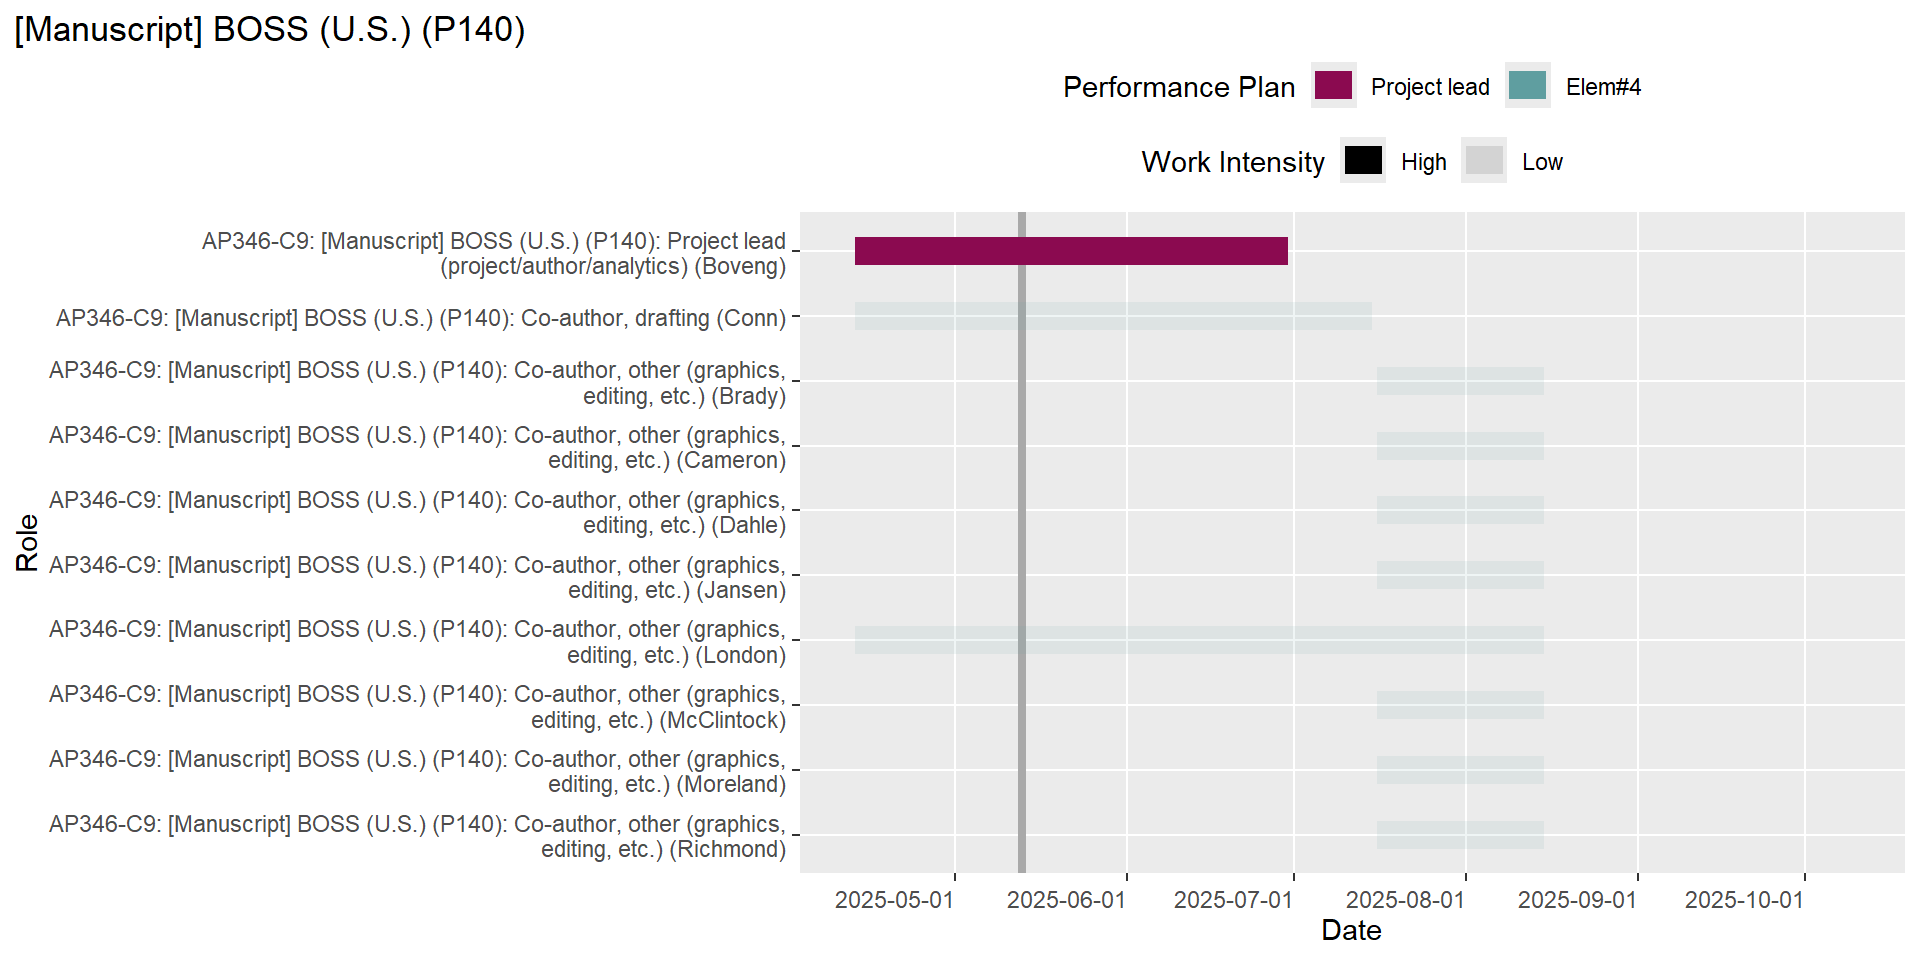 [Manuscript] BOSS (U.S.) (P140)
Performance Plan Project lead Elem#4
Work Intensity High Low
AP346-C9: [Manuscript] BOSS (U.S.) (P140): Project lead
(project/author/analytics) (Boveng)
AP346-C9: [Manuscript] BOSS (U.S.) (P140): Co-author, drafting (Conn)
AP346-C9: [Manuscript] BOSS (U.S.) (P140): Co-author, other (graphics,
editing, etc.) (Brady)
AP346-C9: [Manuscript] BOSS (U.S.) (P140): Co-author, other (graphics,
editing, etc.) (Cameron)
AP346-C9: [Manuscript] BOSS (U.S.) (P140): Co-author, other (graphics,
editing, etc.) (Dahle)
AP346-C9: [Manuscript] BOSS (U.S.) (P140): Co-author, other (graphics,
editing, etc.) (Jansen)
AP346-C9: [Manuscript] BOSS (U.S.) (P140): Co-author, other (graphics,
editing, etc.) (London)
AP346-C9: [Manuscript] BOSS (U.S.) (P140): Co-author, other (graphics,
editing, etc.) (McClintock)
AP346-C9: [Manuscript] BOSS (U.S.) (P140): Co-author, other (graphics,
editing, etc.) (Moreland)
AP346-C9: [Manuscript] BOSS (U.S.) (P140): Co-author, other (graphics,
editing, etc.) (Richmond)
Role
2025-05-01 2025-06-01 2025-07-01 2025-08-01 2025-09-01 2025-10-01
Date